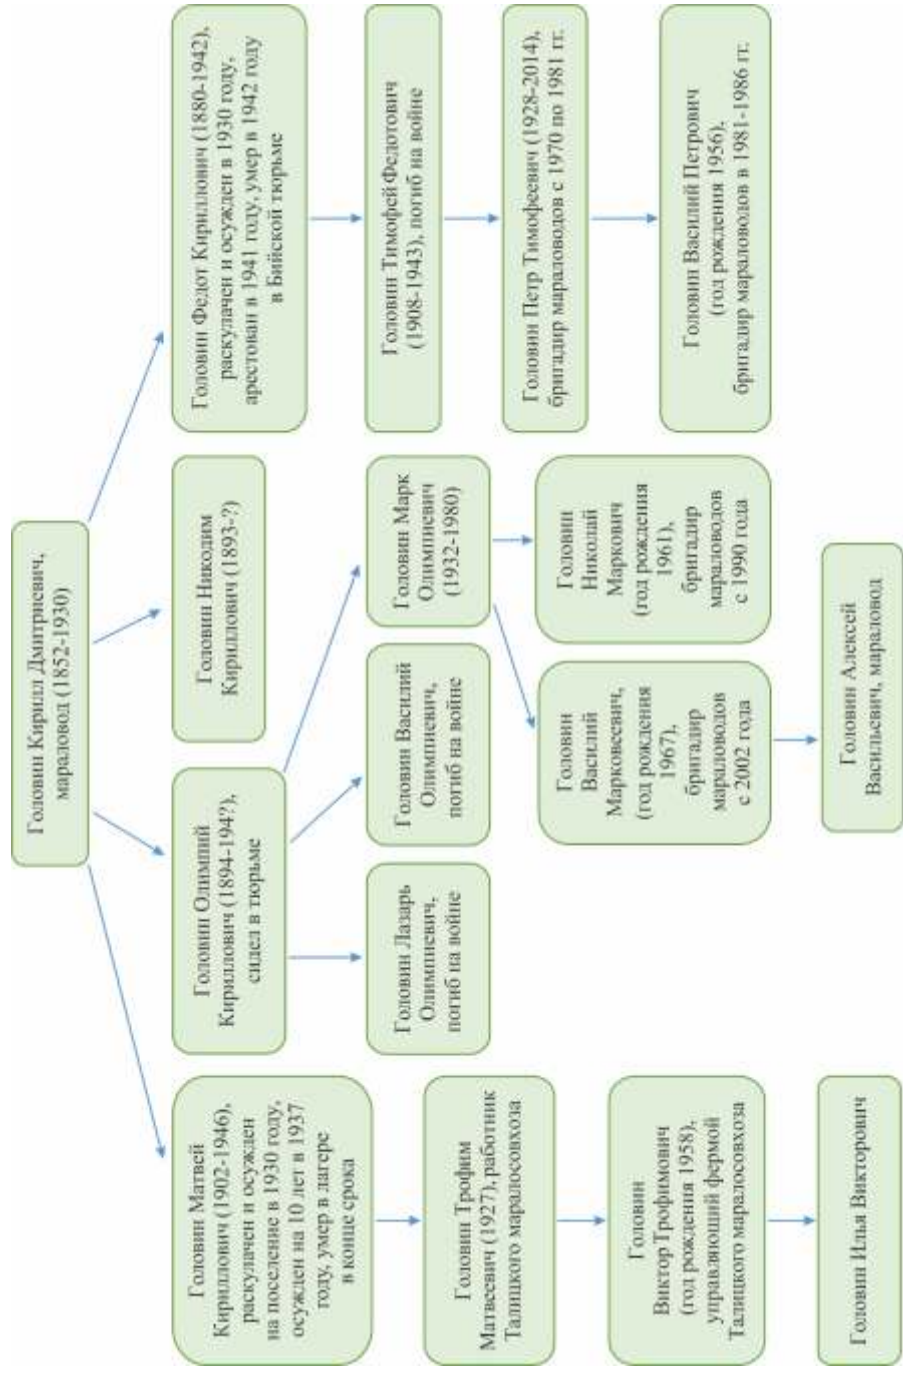 Головин Кирилл Дмитриевич,
мараловод (1852-1930)
Головин Матвей
Кириллович (1902-1946),
раскулачен и осужден
на поселение в 1930 году,
осужден на 10 лет в 1937
году, умер в лагере
в конце срока
Головин Олимпий
Кириллович (1894-194?),
сидел в тюрьме
Головин Никодим
Кириллович (1893-?)
Головин Федот Кириллович (1880-1942),
раскулачен и осужден в 1930 году,
арестован в 1941 году, умер в 1942 году
в Бийской тюрьме
Головин Трофим
Матвеевич (1927), работник
Талицкого маралосовхоза
Головин Лазарь
Олимпиевич,
погиб на войне
Головин Василий
Олимпиевич,
погиб на войне
Головин Марк
Олимпиевич
(1932-1980)
Головин Тимофей Федотович
(1908-1943), погиб на войне
Головин Петр Тимофеевич (1928-2014),
бригадир мараловодов с 1970 по 1981 гг.
Головин
Виктор Трофимович
(год рождения 1958),
управляющий фермой
Талицкого маралосовхоза
Головин
Василий
Марковеевич,
(год рождения
1967),
бригадир
мараловодов
с 2002 года
Головин
Николай
Маркович
(год рождения
1961),
бригадир
мараловодов
с 1990 года
Головин Василий Петрович
(год рождения 1956),
бригадир мараловодов в 1981-1986 гг.
Головин Илья Викторович
Головин Алексей
Васильевич, мараловод